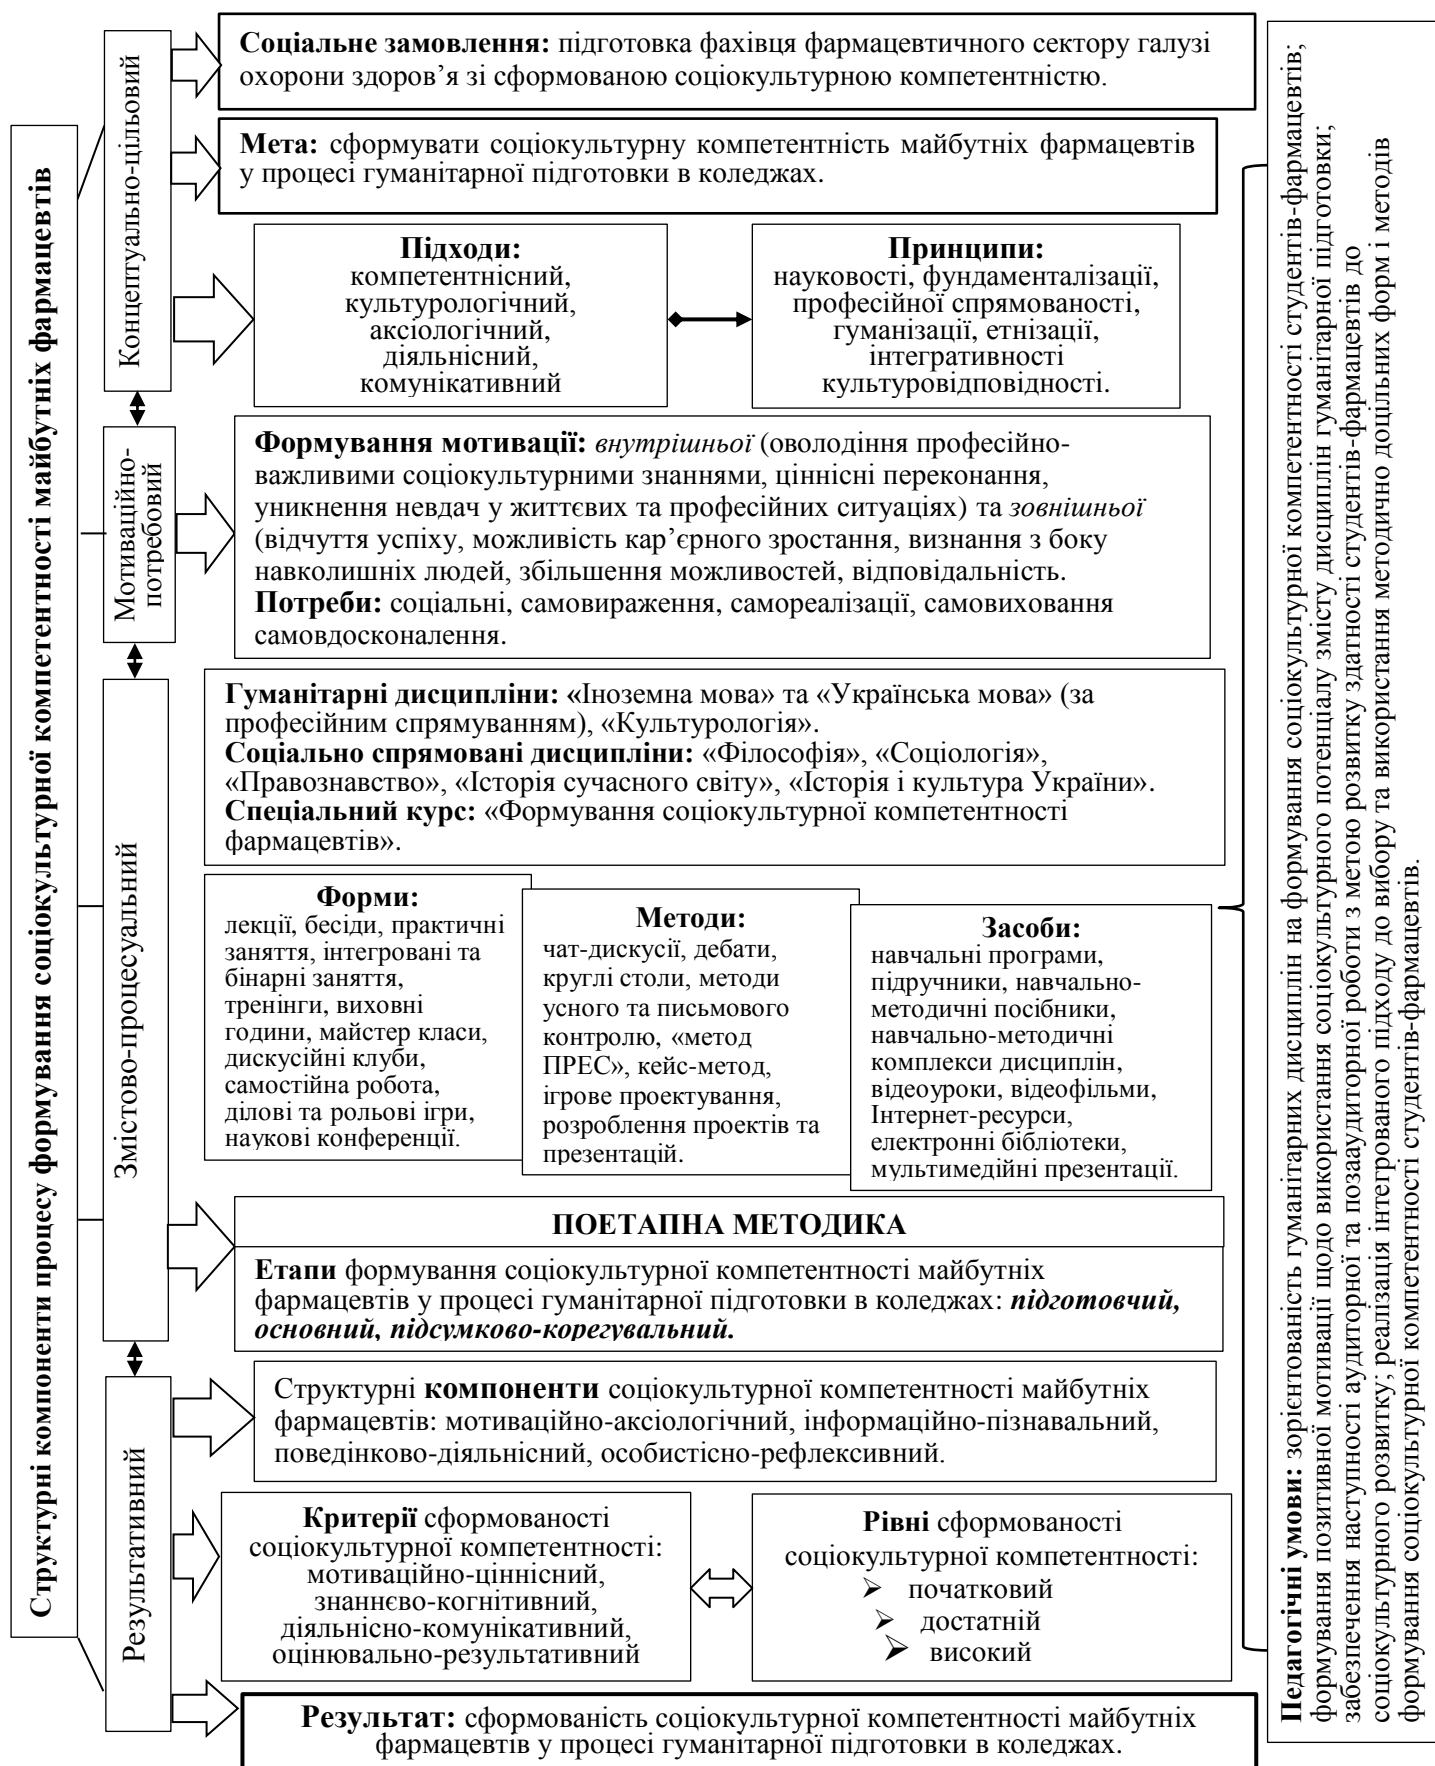 Структурні компоненти процесу формування соціокультурної компетентності майбутніх фармацевтів
Концептуально-цільовий
Соціальне замовлення: підготовка фахівця фармацевтичного сектору галузі
охорони здоров’я зі сформованою соціокультурною компетентністю.
Мета: сформувати соціокультурну компетентність майбутніх фармацевтів
у процесі гуманітарної підготовки в коледжах.
Підходи:
компетентнісний,
культурологічний,
аксіологічний,
діяльнісний,
комунікативний
Принципи:
науковості, фундаменталізації,
професійної спрямованості,
гуманізації, етнізації,
інтегративності
культуровідповідності.
Мотиваційно-
потребовий
Формування мотивації: внутрішньої (оволодіння професійно-
важливими соціокультурними знаннями, ціннісні переконання,
уникнення невдач у життєвих та професійних ситуаціях) та зовнішньої
(відчуття успіху, можливість кар’єрного зростання, визнання з боку
навколишніх людей, збільшення можливостей, відповідальність.
Потреби: соціальні, самовираження, самореалізації, самовиховання
самовдосконалення.
Змістово-процесуальний
Гуманітарні дисципліни: «Іноземна мова» та «Українська мова» (за
професійним спрямуванням), «Культурологія».
Соціально спрямовані дисципліни: «Філософія», «Соціологія»,
«Правознавство», «Історія сучасного світу», «Історія і культура України».
Спеціальний курс: «Формування соціокультурної компетентності
фармацевтів».
Форми:
лекції, бесіди, практичні
заняття, інтегровані та
бінарні заняття,
тренінги, виховні
години, майстер класи,
дискусійні клуби,
самостійна робота,
ділові та рольові ігри,
наукові конференції.
Методи:
чат-дискусії, дебати,
круглі столи, методи
усного та письмового
контролю, «метод
ПРЕС», кейс-метод,
ігрове проектування,
розроблення проектів та
презентацій.
Засоби:
навчальні програми,
підручники, навчально-
методичні посібники,
навчально-методичні
комплекси дисциплін,
відеоуроки, відеофільми,
Інтернет-ресурси,
електронні бібліотеки,
мультимедійні презентації.
ПОЕТАПНА МЕТОДИКА
Етапи формування соціокультурної компетентності майбутніх
фармацевтів у процесі гуманітарної підготовки в коледжах: підготовчий,
основний, підсумково-корегувальний.
Результативний
Структурні компоненти соціокультурної компетентності майбутніх
фармацевтів: мотиваційно-аксіологічний, інформаційно-пізнавальний,
поведінково-діяльнісний, особистісно-рефлексивний.
Критерії сформованості
соціокультурної компетентності:
мотиваційно-ціннісний,
знаннєво-когнітивний,
діяльнісно-комунікативний,
оцінювально-результативний
Рівні сформованості
соціокультурної компетентності:
➢ початковий
➢ достатній
➢ високий
Результат: сформованість соціокультурної компетентності майбутніх
фармацевтів у процесі гуманітарної підготовки в коледжах.
Педагогічні умови: зорієнтованість гуманітарних дисциплін на формування соціокультурної компетентності студентів-фармацевтів;
формування позитивної мотивації щодо використання соціокультурного потенціалу змісту дисциплін гуманітарної підготовки;
забезпечення наступності аудиторної та позааудиторної роботи з метою розвитку здатності студентів-фармацевтів до
соціокультурного розвитку; реалізація інтегрованого підходу до вибору та використання методично доцільних форм і методів
формування соціокультурної компетентності студентів-фармацевтів.